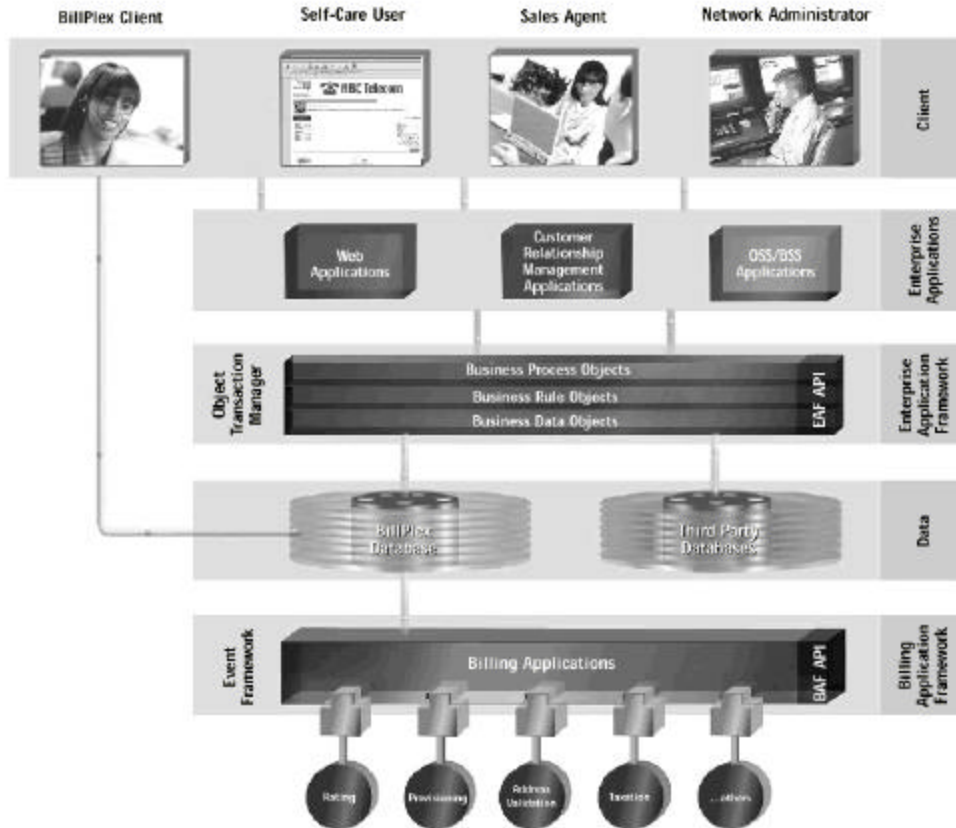 BillPlex Client
Self-Care User
Sales Agent
Network Administrator
ABC Telecom
Client
Web
Applications
Customer
Relationship
Management
Applications
OSS/BSS
Applications
Enterprise
Applications
Object
Transaction
Manager
Business Process Objects
Business Rule Objects
Business Data Objects
EAF API
Enterprise
Application
Framework
BillPlex
Database
Third Party
Databases
Data
Event
Framework
Billing Applications
BAF API
Billing
Application
Framework
Rating
Provisioning
Address
Validation
Taxation
...others